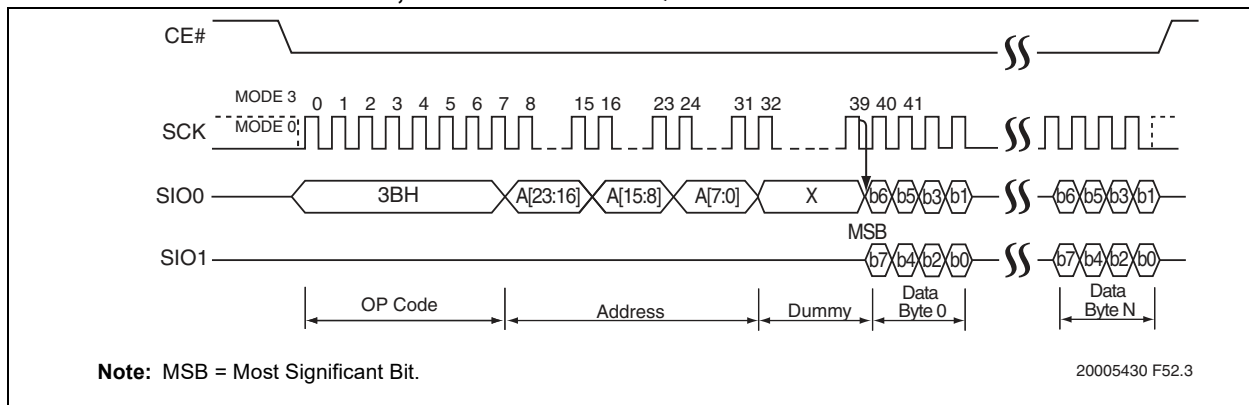 CE#
MODE 3
0 1 2 3 4 5 6 7 8 15 16 23 24 31 32 39 40 41
SCK
MODE 0
SIO0
3BH
A[23:16]
A[15:8]
A[7:0]
X
b6 b5 b3 b1
b6 b5 b3 b1
MSB
SIO1
b7 b4 b2 b0
b7 b4 b2 b0
OP Code
Address
Dummy
Data
Byte 0
Data
Byte N
Note: MSB = Most Significant Bit.
20005430 F52.3